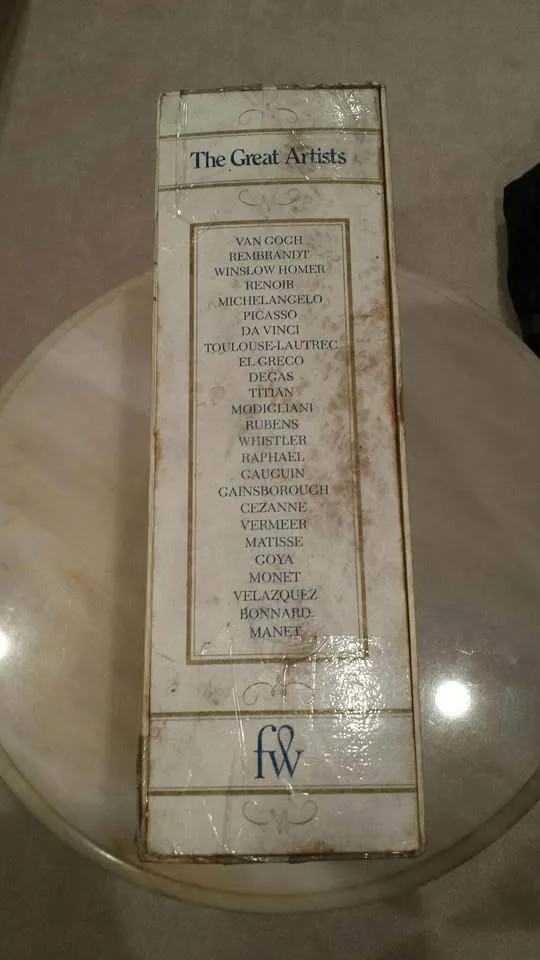 The Great Artists
VAN GOGH
REMBRANDT
WINSLOW HOMER
RENOIR
MICHELANGELO
PICASSO
DA VINCI
TOULOUSE-LAUTREC
EL GRECO
DEGAS
TITIAN
MODIGLIANI
RUBENS
WHISTLER
RAPHAEL
GAUGUIN
GAINSBOROUGH
CEZANNE
VERMEER
MATISSE
GOYA
MONET
VELAZQUEZ
BONNARD
MANET
fw